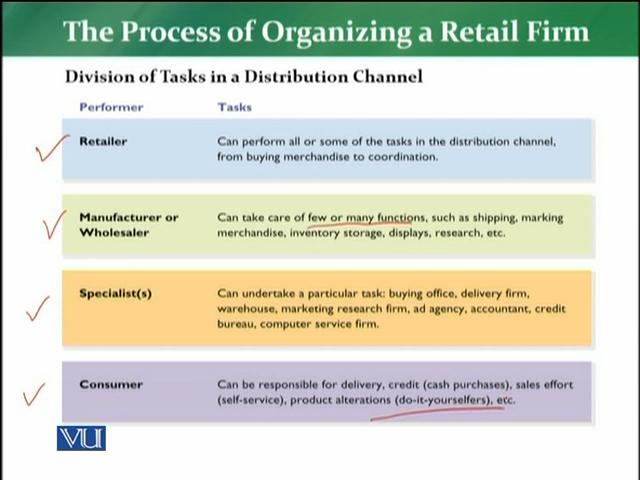 The Process of Organizing a Retail Firm
Division of Tasks in a Distribution Channel
Performer Tasks
Retailer Can perform all or some of the tasks in the distribution channel,
from buying merchandise to coordination.
Manufacturer or Can take care of few or many functions, such as shipping, marking
Wholesaler merchandise, inventory storage, displays, research, etc.
Specialist(s) Can undertake a particular task: buying office, delivery firm,
warehouse, marketing research firm, ad agency, accountant, credit
bureau, computer service firm.
Consumer Can be responsible for delivery, credit (cash purchases), sales effort
(self-service), product alterations (do-it-yourselfers), etc.
VU